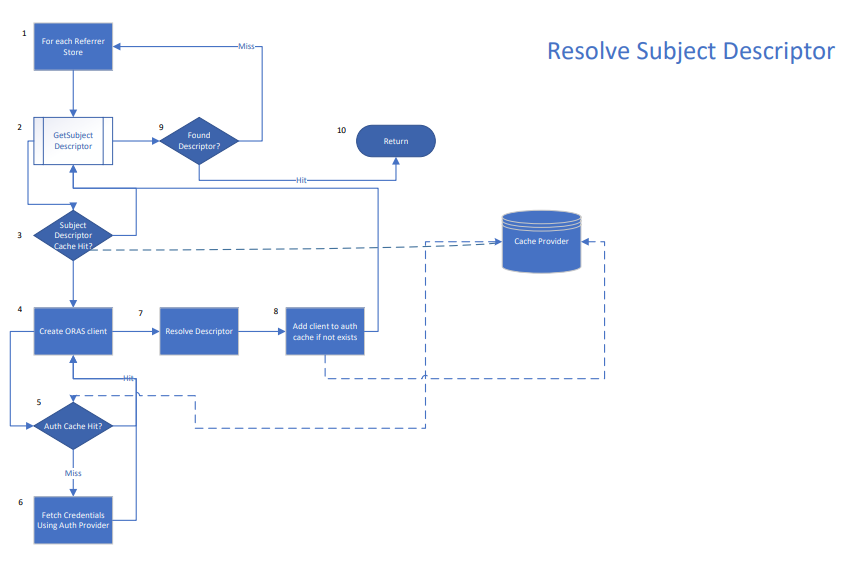 Resolve Subject Descriptor
1
For each Referrer
Store
Miss
2
GetSubject
Descriptor
9
Found
Descriptor?
10
Return
Hit
3
Subject
Descriptor
Cache Hit?
Cache Provider
4
Create ORAS client
7
Resolve Descriptor
8
Add client to auth
cache if not exists
Hit
5
Auth Cache Hit?
Miss
6
Fetch Credentials
Using Auth Provider